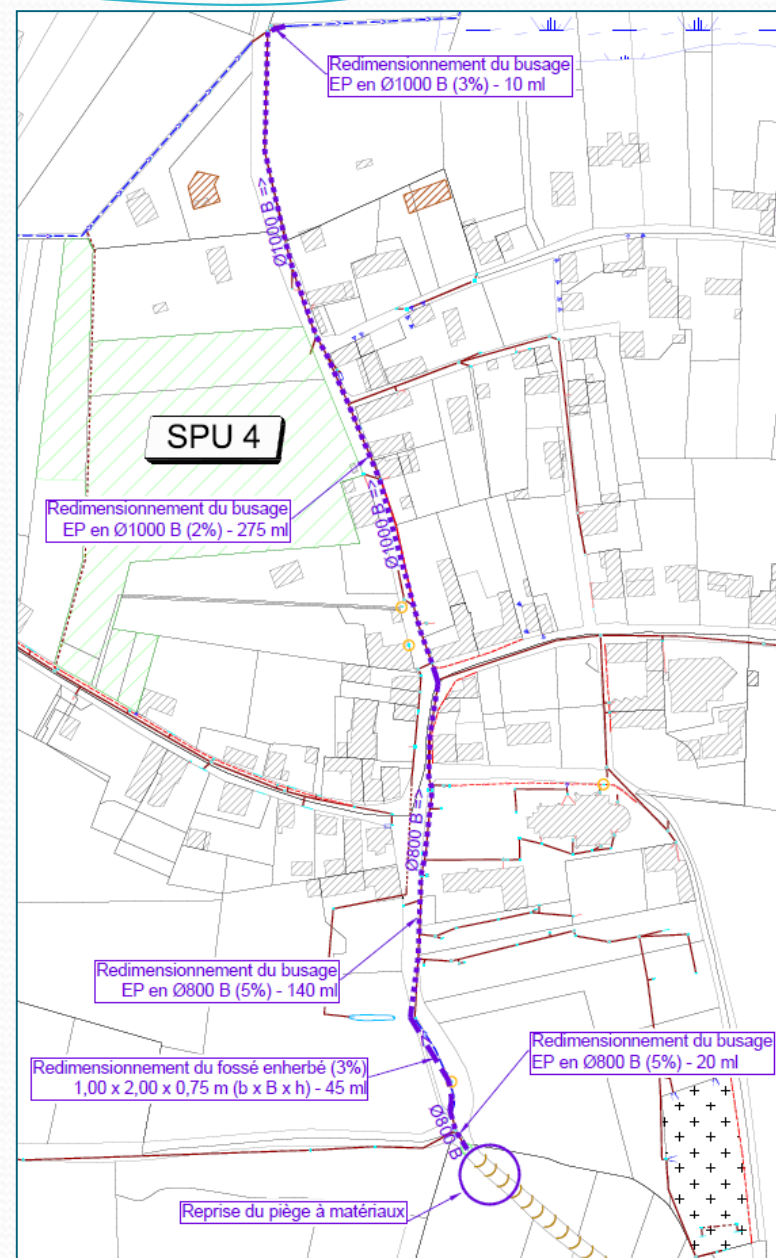 Redimensionnement du busage
EP en Ø1000 B (3%) - 10 ml
Ø1000 B =>
SPU 4
Redimensionnement du busage
EP en Ø1000 B (2%) - 275 ml
Ø1000 B =>
Ø800 B =>
Redimensionnement du busage
EP en Ø800 B (5%) - 140 ml
Redimensionnement du busage
EP en Ø800 B (5%) - 20 ml
Redimensionnement du fossé enherbé (3%)
1,00 x 2,00 x 0,75 m (b x B x h) - 45 ml
Ø800 B
Reprise du piège à matériaux